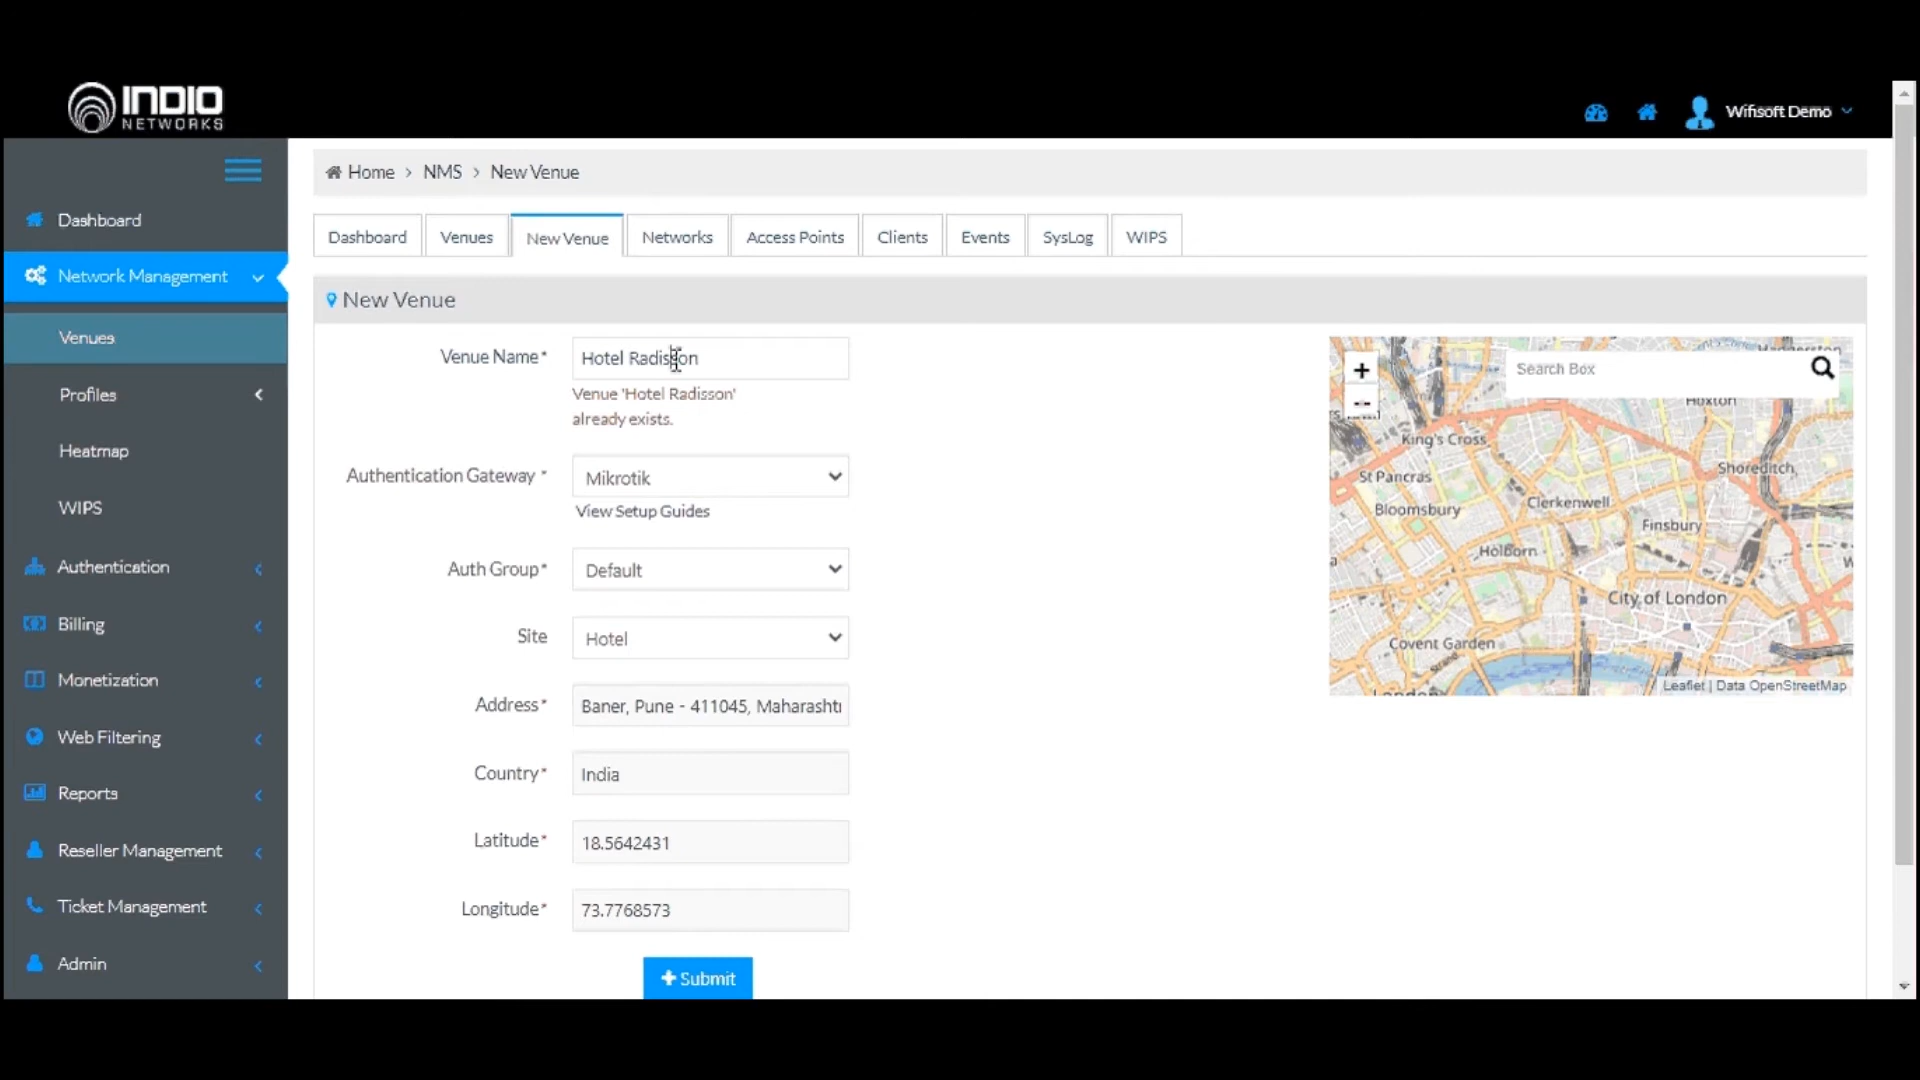 INDIO
NETWORKS
Wifisoft Demo
Home > NMS > New Venue
Dashboard
Network Management
Venues
Profiles
Heatmap
WIPS
Authentication
Billing
Monetization
Web Filtering
Reports
Reseller Management
Ticket Management
Admin
Dashboard Venues New Venue Networks Access Points Clients Events SysLog WIPS
New Venue
Venue Name* Hotel Radisson
Venue 'Hotel Radisson'
already exists.
Authentication Gateway * Mikrotik
View Setup Guides
Auth Group* Default
Site Hotel
Address* Baner, Pune - 411045, Maharashtr
Country* India
Latitude* 18.5642431
Longitude* 73.7768573
+ Submit
+
-
Search Box
Haggerston
Hoxton
King's Cross
St Pancras
Shoreditch
Clerkenwell
Bloomsbury
Finsbury
Holborn
City of London
Covent Garden
London
Leaflet | Data OpenStreetMap